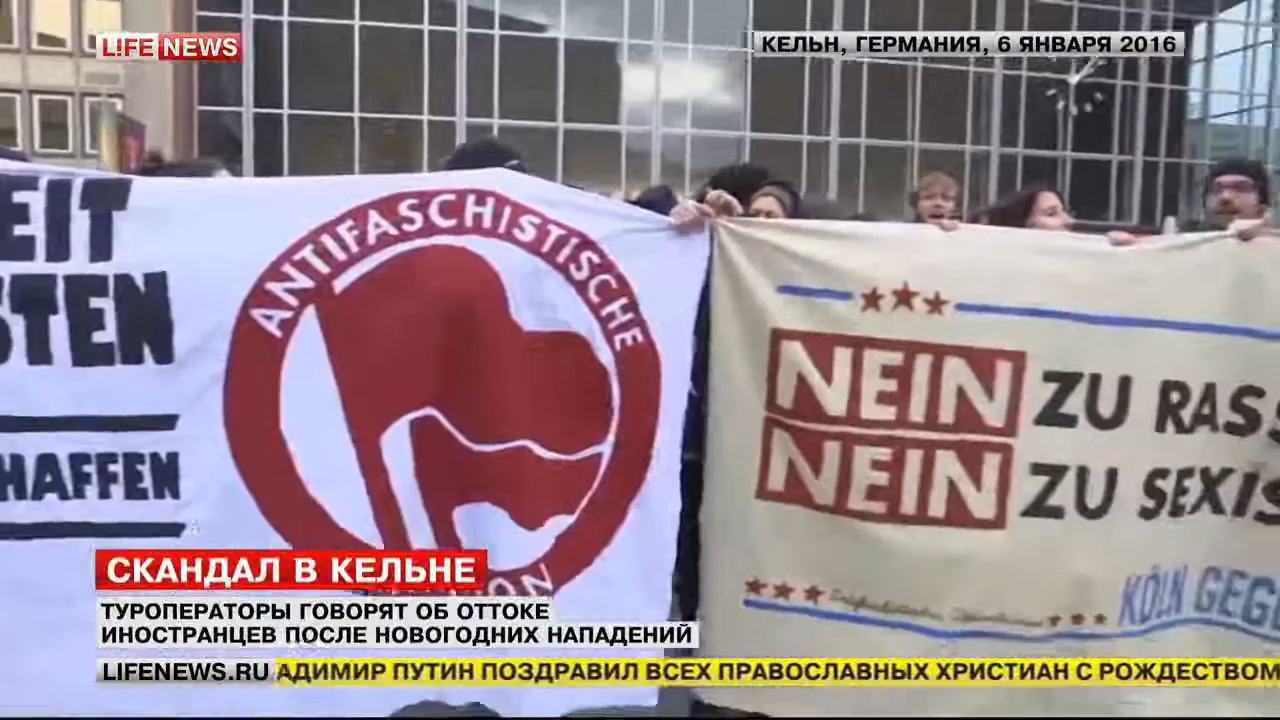 LIFE NEWS
КЕЛЬН, ГЕРМАНИЯ, 6 ЯНВАРЯ 2016
EIT
STEN
HAFFEN
ANTIFASCHISTISCHE
ION
NEIN ZU RASS
NEIN ZU SEXIS
KÖLN GEGE
СКАНДАЛ В КЕЛЬНЕ
ТУРОПЕРАТОРЫ ГОВОРЯТ ОБ ОТТОКЕ
ИНОСТРАНЦЕВ ПОСЛЕ НОВОГОДНИХ НАПАДЕНИЙ
LIFENEWS.RU АДИМИР ПУТИН ПОЗДРАВИЛ ВСЕХ ПРАВОСЛАВНЫХ ХРИСТИАН С РОЖДЕСТВОМ